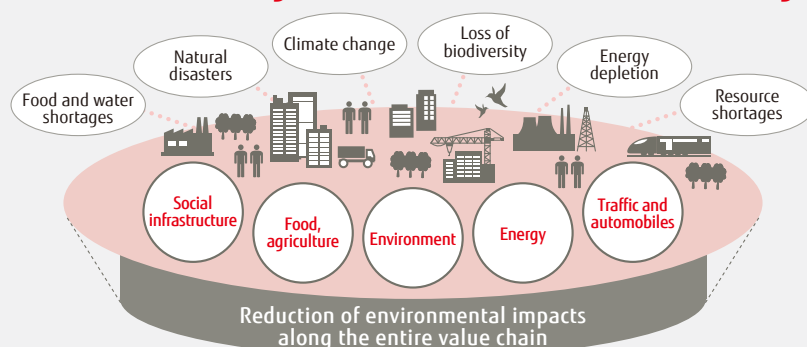 Climate change
Loss of
biodiversity
Natural
disasters
Energy
depletion
Food and water
shortages
Resource
shortages
Social
infrastructure
Food,
agriculture
Environment
Energy
Traffic and
automobiles
Reduction of environmental impacts
along the entire value chain